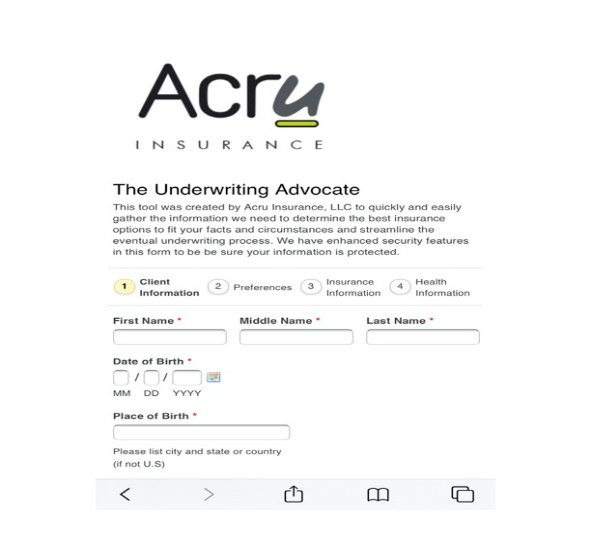 Acru
INSURANCE
The Underwriting Advocate
This tool was created by Acru Insurance, LLC to quickly and easily
gather the information we need to determine the best insurance
options to fit your facts and circumstances and streamline the
eventual underwriting process. We have enhanced security features
in this form to be be sure your information is protected.
1 Client Information 2 Preferences 3 Insurance Information 4 Health Information
First Name * Middle Name * Last Name *
Date of Birth *
/ /
MM DD YYYY
Place of Birth *
Please list city and state or country
(if not U.S)